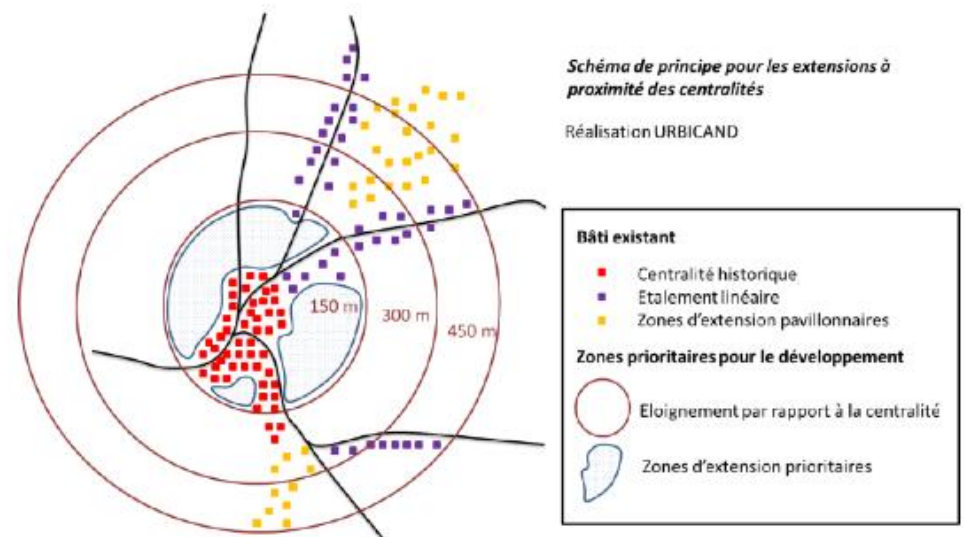 Schéma de principe pour les extensions à
proximité des centralités
Réalisation URBICAND
150 m
300 m
450 m
Bâti existant
Centralité historique
Etalement linéaire
Zones d'extension pavillonnaires
Zones prioritaires pour le développement
Eloignement par rapport à la centralité
Zones d'extension prioritaires